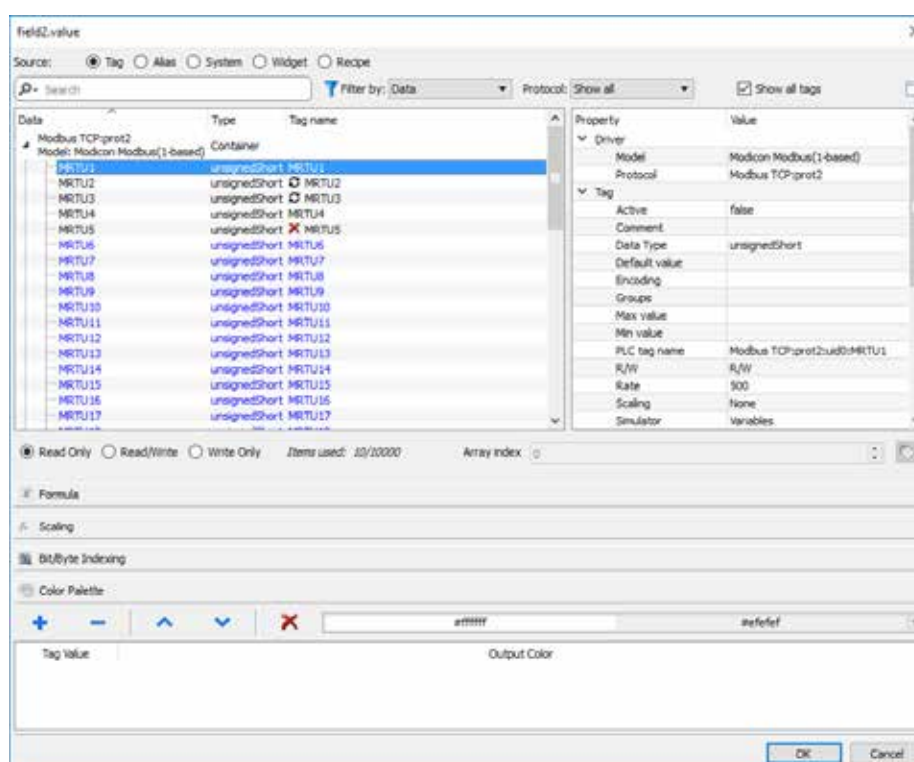 Field2.value
Source: Tag Alias System Widget Recipe
Search Filter by: Data Protocol: Show all Show all tags
Data Type Tag name
Modbus TCP:prot2
Model: Modicon Modbus(1-based) Container
MRTU1 unsignedShort MRTU1
MRTU2 unsignedShort MRTU2
MRTU3 unsignedShort MRTU3
MRTU4 unsignedShort MRTU4
MRTU5 unsignedShort MRTU5
MRTU6 unsignedShort MRTU6
MRTU7 unsignedShort MRTU7
MRTU8 unsignedShort MRTU8
MRTU9 unsignedShort MRTU9
MRTU10 unsignedShort MRTU10
MRTU11 unsignedShort MRTU11
MRTU12 unsignedShort MRTU12
MRTU13 unsignedShort MRTU13
MRTU14 unsignedShort MRTU14
MRTU15 unsignedShort MRTU15
MRTU16 unsignedShort MRTU16
MRTU17 unsignedShort MRTU17
Property Value
Driver
Model Modicon Modbus(1-based)
Protocol Modbus TCP:prot2
Tag
Active false
Comment
Data Type unsignedShort
Default value
Encoding
Groups
Max value
Min value
PLC tag name Modbus TCP:prot2:uid0:MRTU1
R/W R/W
Rate 500
Scaling None
Simulator Variables
Read Only Read/Write Write Only Items used: 10/10000 Array index 0
Formula
Scaling
Bit/Byte Indexing
Color Palette
#ffffff #efefef
Tag Value Output Color
OK Cancel